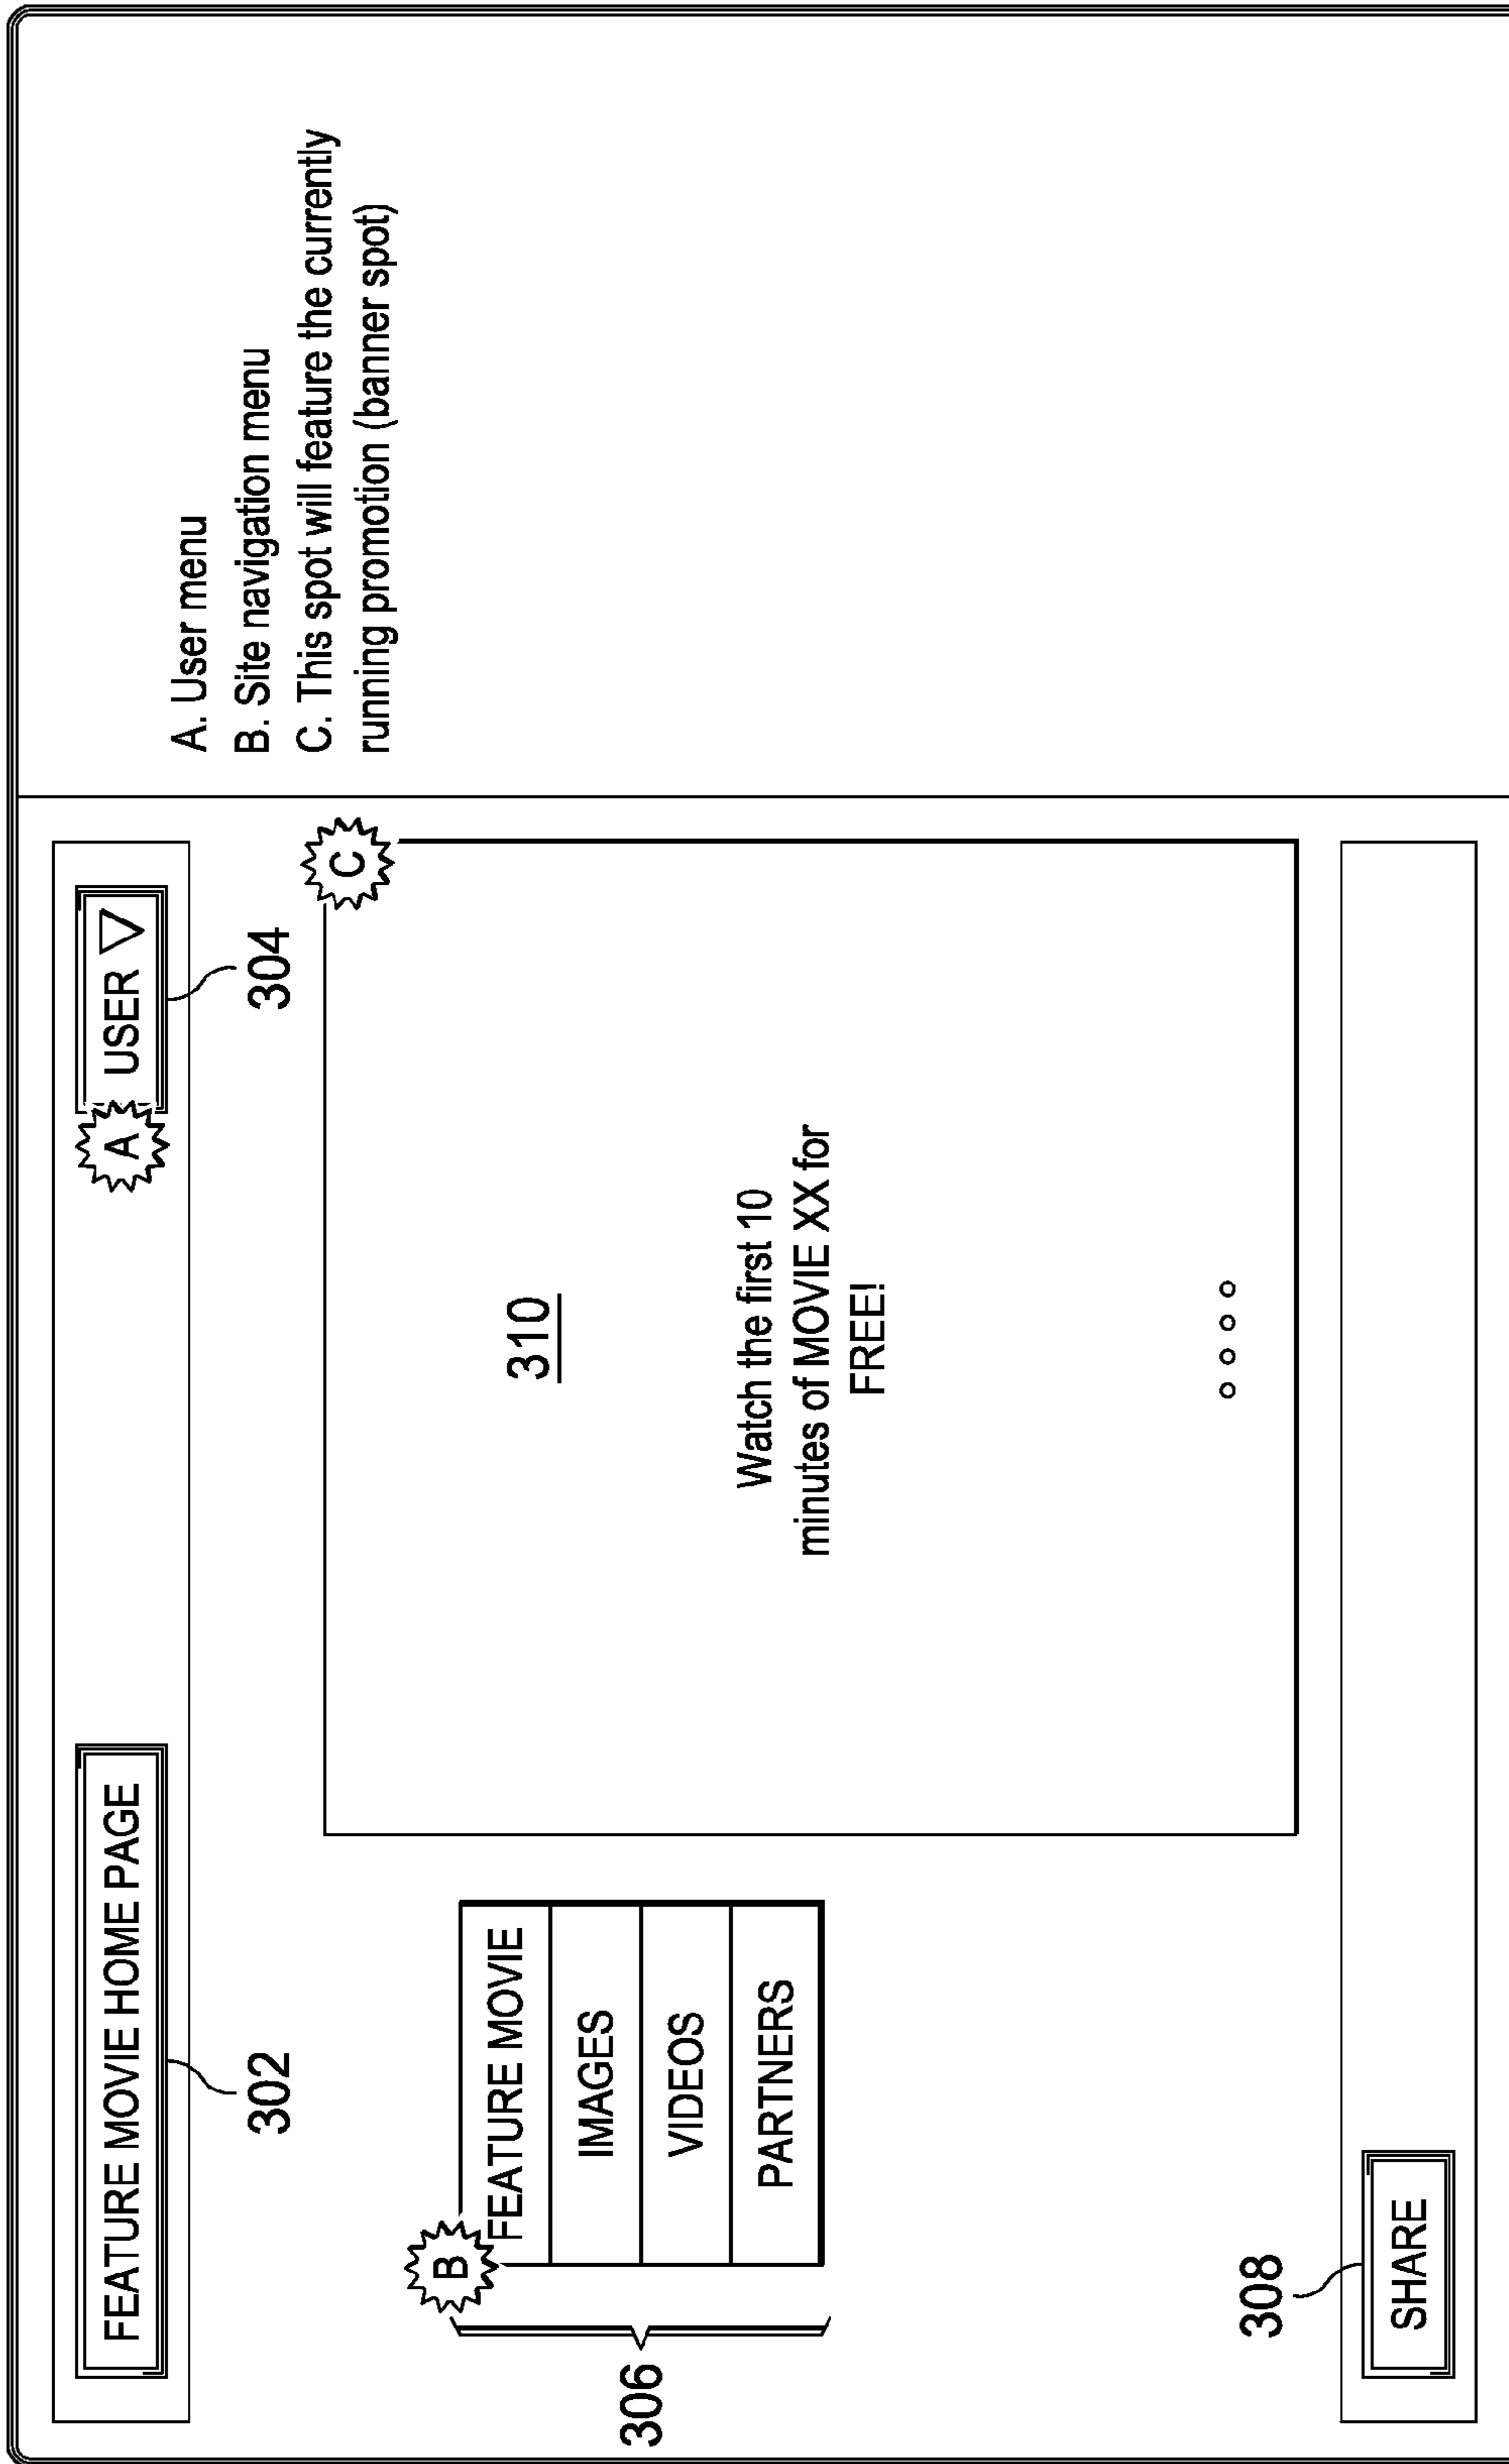 FEATURE MOVIE HOME PAGE
302
A
USER
304
B
FEATURE MOVIE
IMAGES
VIDEOS
PARTNERS
306
C
310
Watch the first 10
minutes of MOVIE XX for
FREE!
308
SHARE
A. User menu
B. Site navigation menu
C. This spot will feature the currently
running promotion (banner spot)